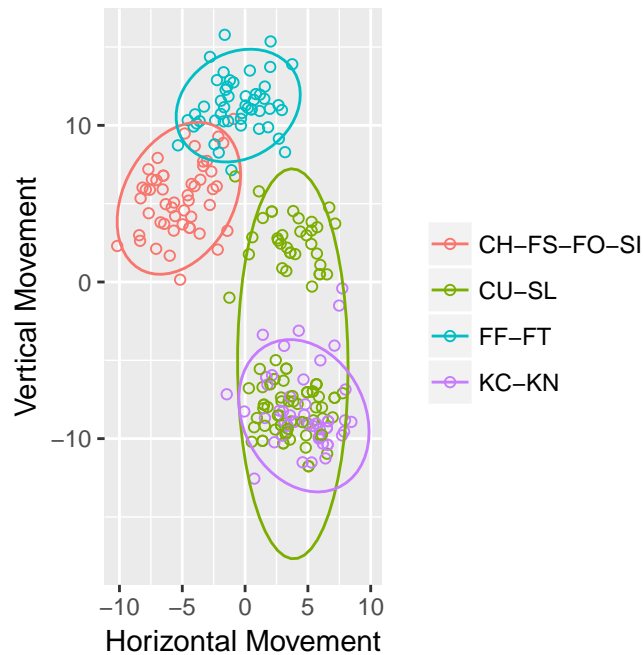 10
0
−10
−10
−5
0
5
10
Vertical Movement
Horizontal Movement
CH−FS−FO−SI
CU−SL
FF−FT
KC−KN